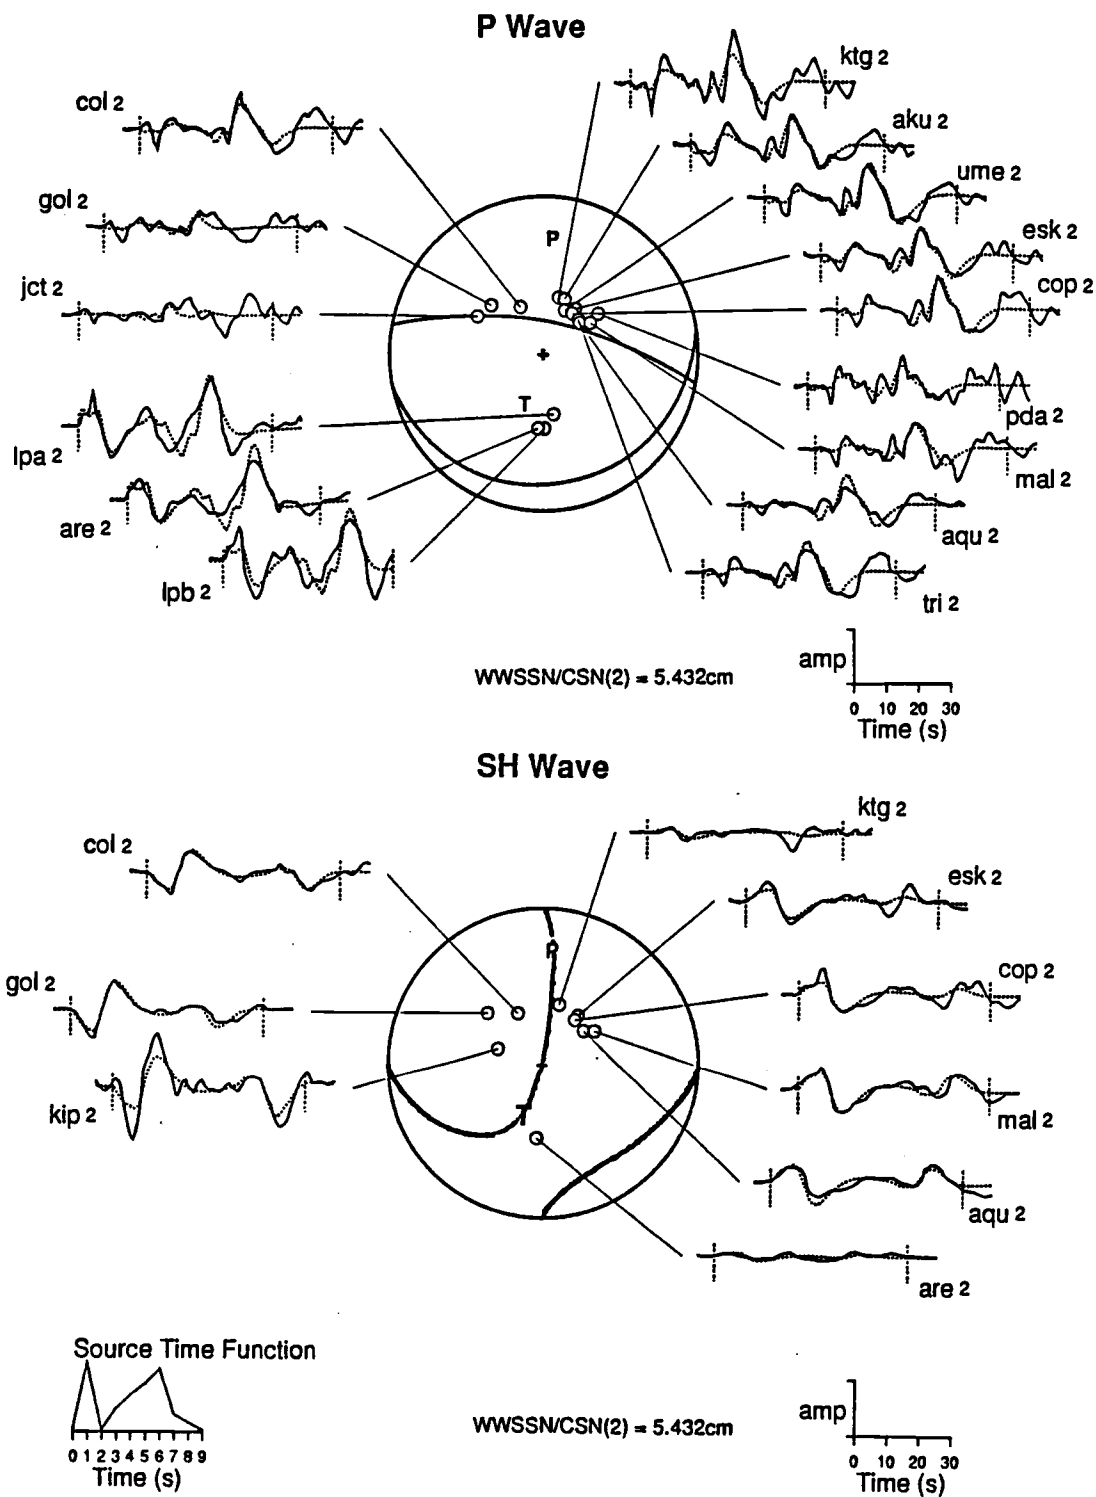 P Wave
ktg 2
col 2
aku 2
ume 2
gol 2
P
esk 2
jct 2
cop 2
T
pda 2
lpa 2
mal 2
are 2
aqu 2
lpb 2
tri 2
WWSSN/CSN(2) = 5.432cm
amp
0 10 20 30
Time (s)
SH Wave
ktg 2
col 2
esk 2
P
gol 2
cop 2
kip 2
T
mal 2
aqu 2
are 2
Source Time Function
0 1 2 3 4 5 6 7 8 9
Time (s)
WWSSN/CSN(2) = 5.432cm
amp
0 10 20 30
Time (s)